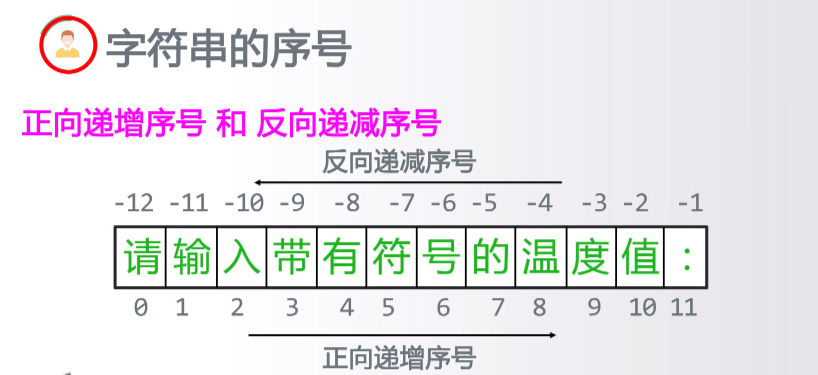 字符串的序号
正向递增序号 和 反向递减序号
反向递减序号
-12 -11 -10 -9 -8 -7 -6 -5 -4 -3 -2 -1
请输入带有符号的温度值:
0 1 2 3 4 5 6 7 8 9 10 11
正向递增序号